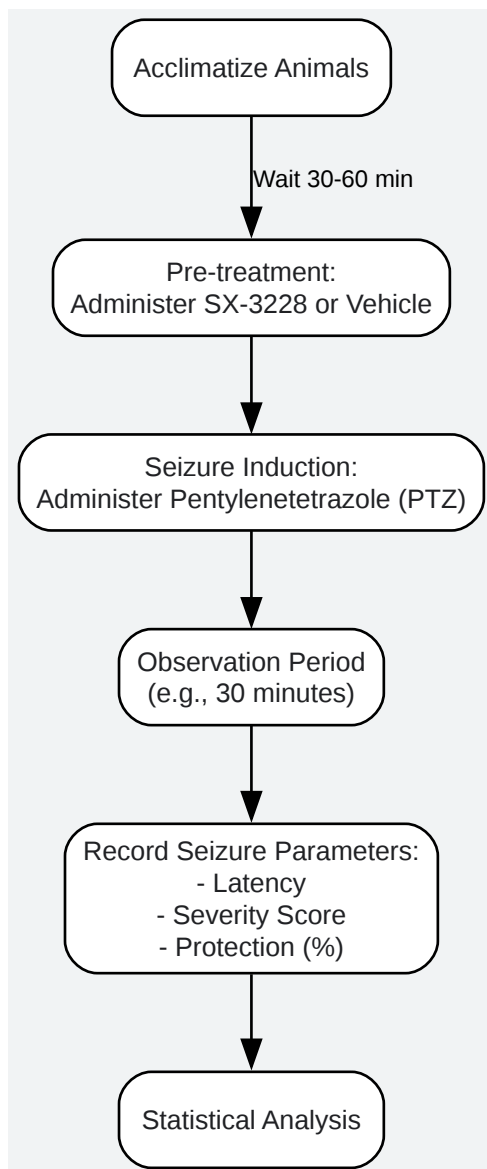 Acclimatize Animals
Wait 30-60 min
Pre-treatment:
Administer SX-3228 or Vehicle
Seizure Induction:
Administer Pentylenetetrazole (PTZ)
Observation Period
(e.g., 30 minutes)
Record Seizure Parameters:
- Latency
- Severity Score
- Protection (%)
Statistical Analysis